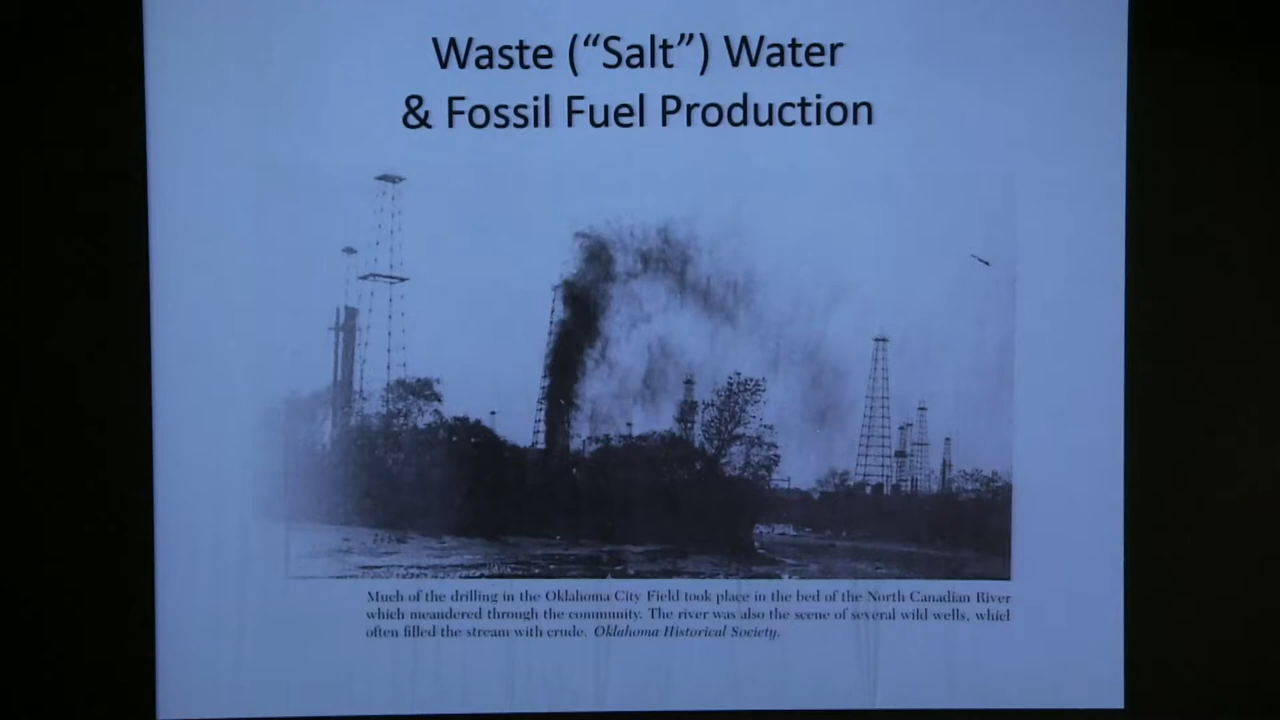 Waste (“Salt”) Water
& Fossil Fuel Production
Much of the drilling in the Oklahoma City Field took place in the bed of the North Canadian River
which meandered through the community. The river was also the scene of several wild wells, which
often filled the stream with crude. Oklahoma Historical Society.